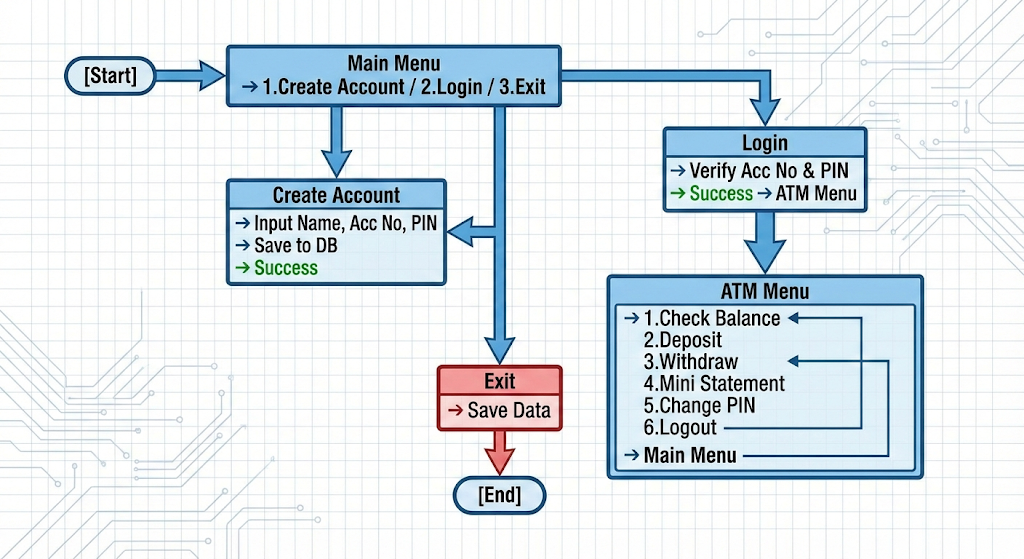 [Start]
Main Menu
→ 1.Create Account / 2.Login / 3.Exit
Create Account
→ Input Name, Acc No, PIN
→ Save to DB
→ Success
Login
→ Verify Acc No & PIN
→ Success → ATM Menu
ATM Menu
→ 1.Check Balance
2.Deposit
3.Withdraw
4.Mini Statement
5.Change PIN
6.Logout
→ Main Menu
Exit
→ Save Data
[End]